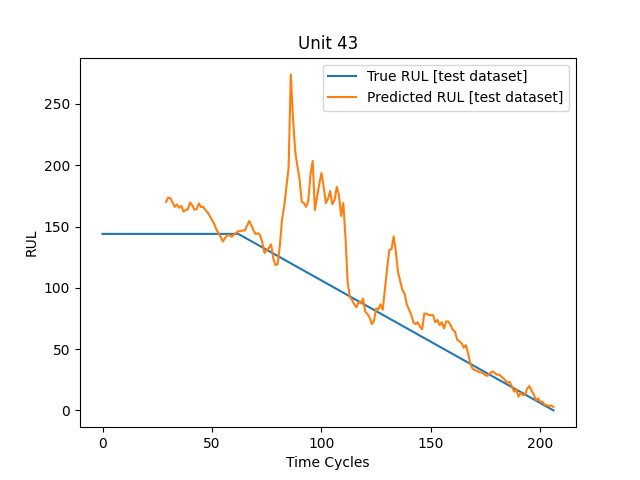 Unit 43
True RUL [test dataset]
Predicted RUL [test dataset]
250
200
150
100
50
0
RUL
0 50 100 150 200
Time Cycles